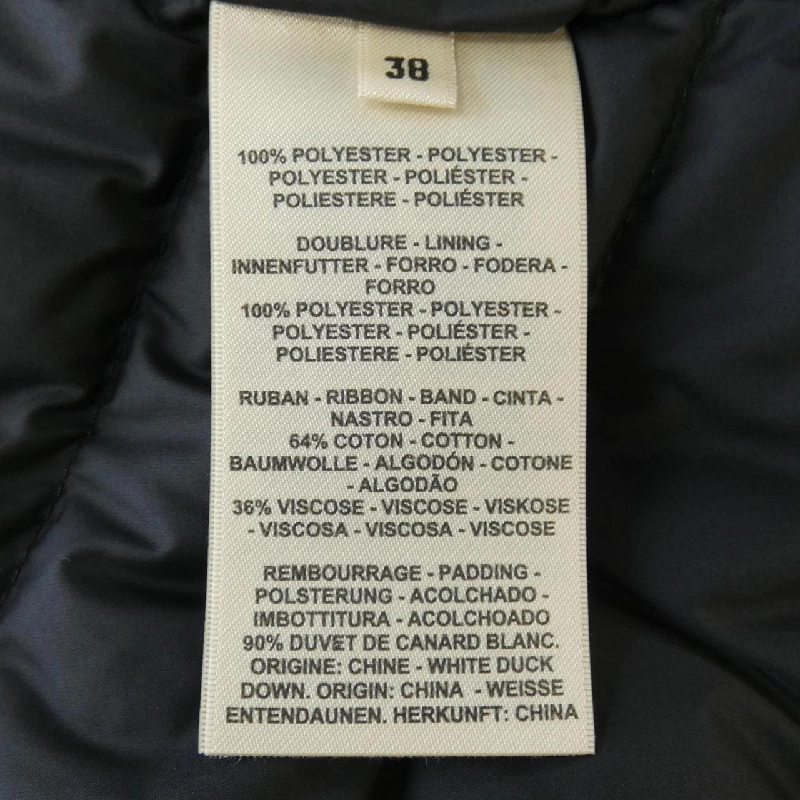 38
100% POLYESTER - POLYESTER -
POLYESTER - POLIÉSTER -
POLIESTERE - POLIÉSTER
DOUBLURE - LINING -
INNENFUTTER - FORRO - FODERA -
FORRO
100% POLYESTER - POLYESTER -
POLYESTER - POLIÉSTER -
POLIESTERE - POLIÉSTER
RUBAN - RIBBON - BAND - CINTA -
NASTRO - FITA
64% COTON - COTTON -
BAUMWOLLE - ALGODÓN - COTONE
- ALGODÃO
36% VISCOSE - VISCOSE - VISKOSE
- VISCOSA - VISCOSA - VISCOSE
REMBOURRAGE - PADDING -
POLSTERUNG - ACOLCHADO -
IMBOTTITURA - ACOLCHOADO
90% DUVET DE CANARD BLANC.
ORIGINE: CHINE - WHITE DUCK
DOWN. ORIGIN: CHINA - WEISSE
ENTENDAUNEN. HERKUNFT: CHINA